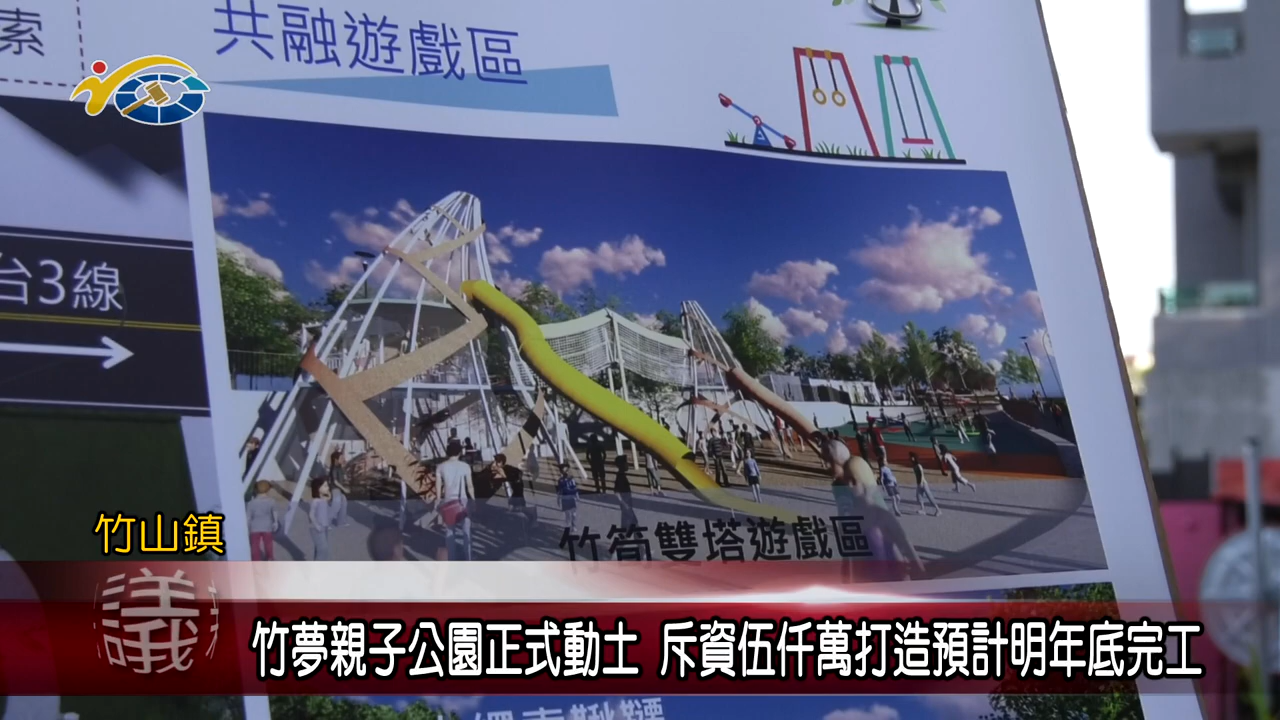 索
共融遊戲區
台3線
竹筍雙塔遊戲區
竹山鎮
議
竹夢親子公園正式動土 斥資伍仟萬打造預計明年底完工